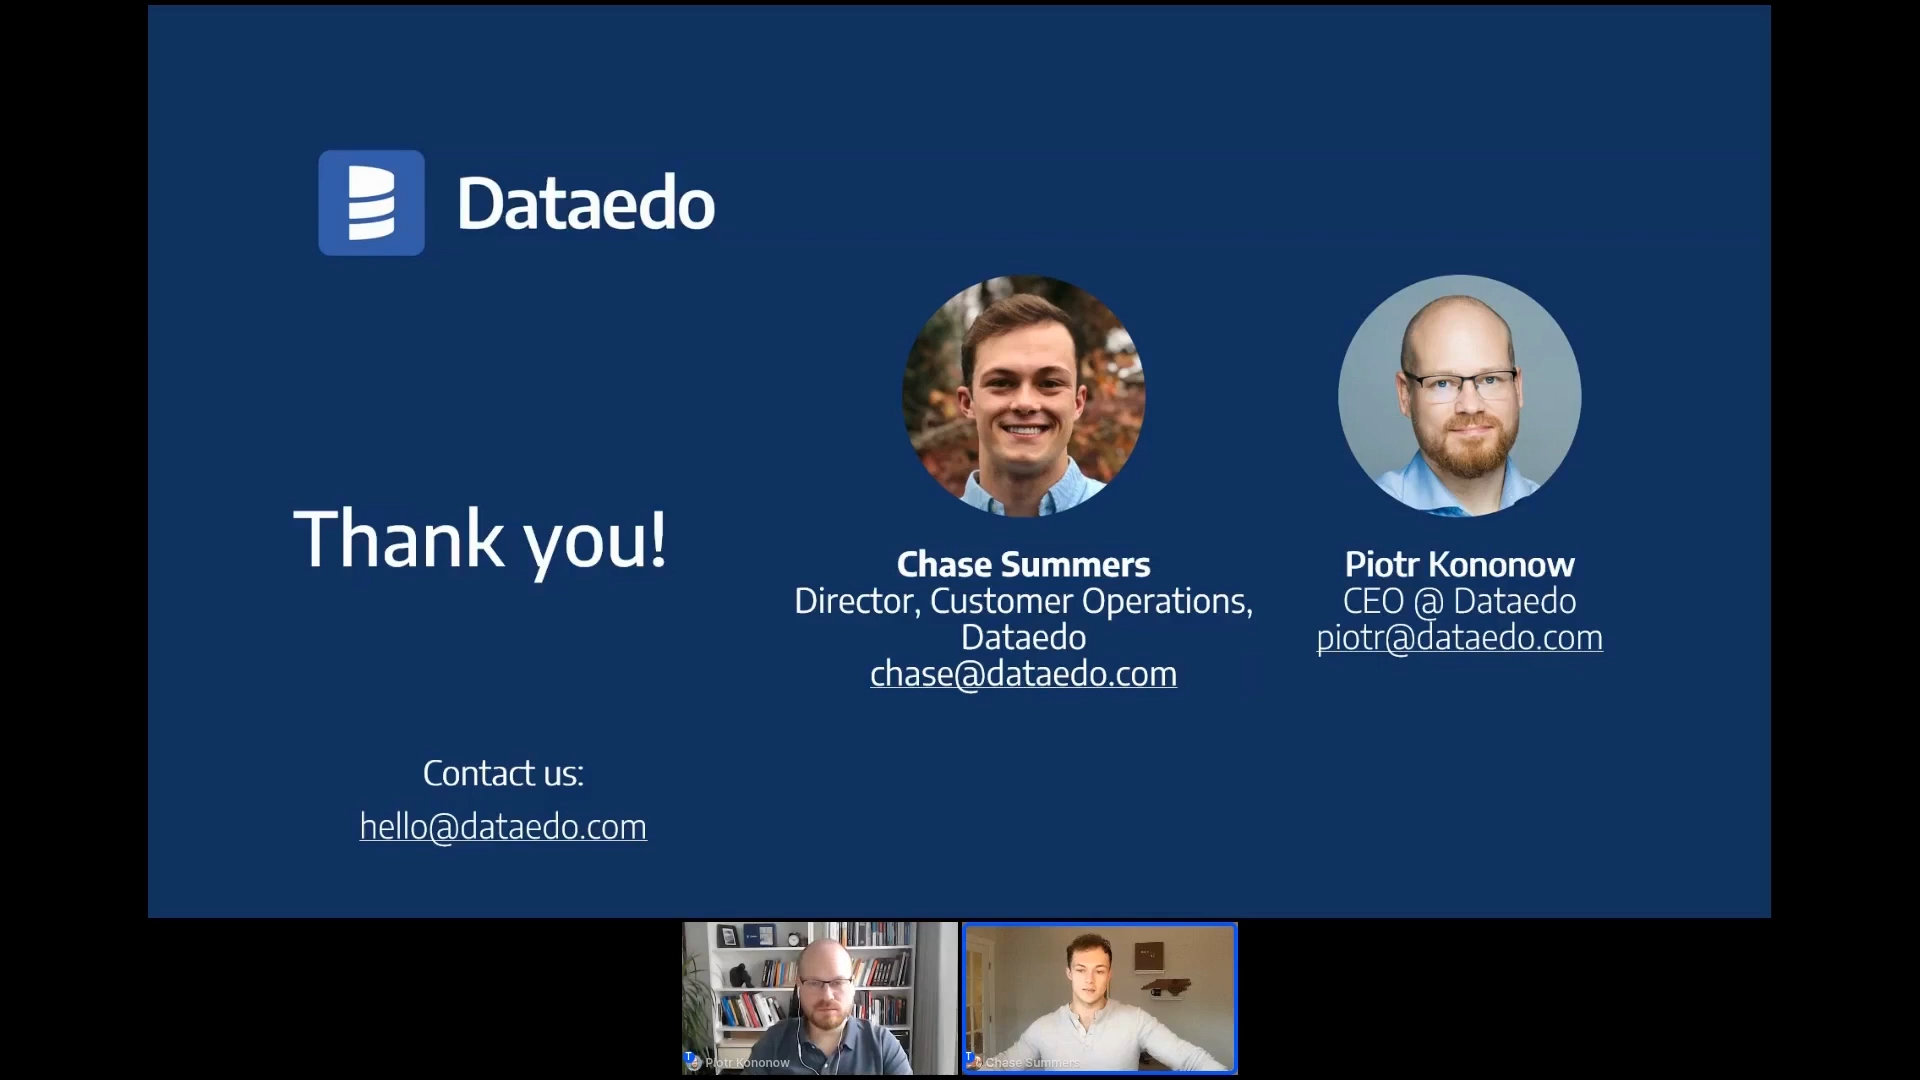 Dataedo
Thank you!
Chase Summers
Director, Customer Operations,
Dataedo
chase@dataedo.com
Piotr Kononow
CEO @ Dataedo
piotr@dataedo.com
Contact us:
hello@dataedo.com
T
Piotr Kononow
T
Chase Summers